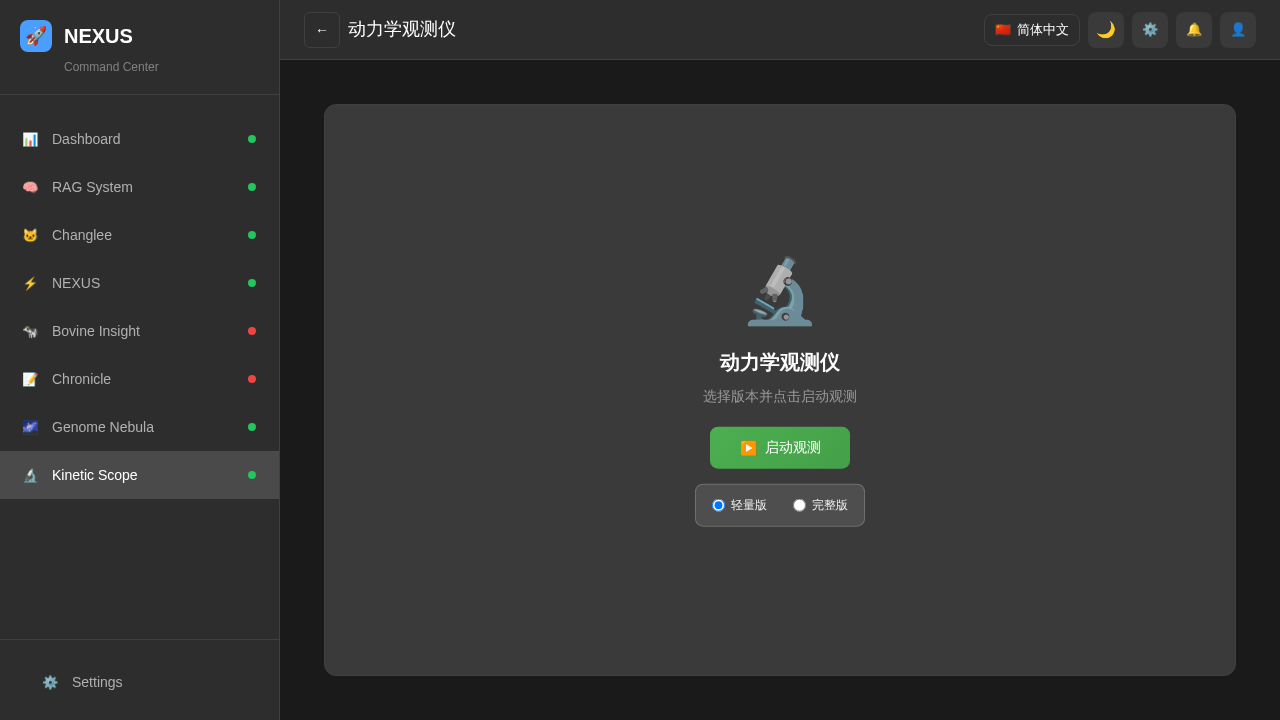 NEXUS
Command Center
Dashboard
RAG System
Changlee
NEXUS
Bovine Insight
Chronicle
Genome Nebula
Kinetic Scope
Settings
← 动力学观测仪
简体中文
动力学观测仪
选择版本并点击启动观测
启动观测
轻量版 完整版